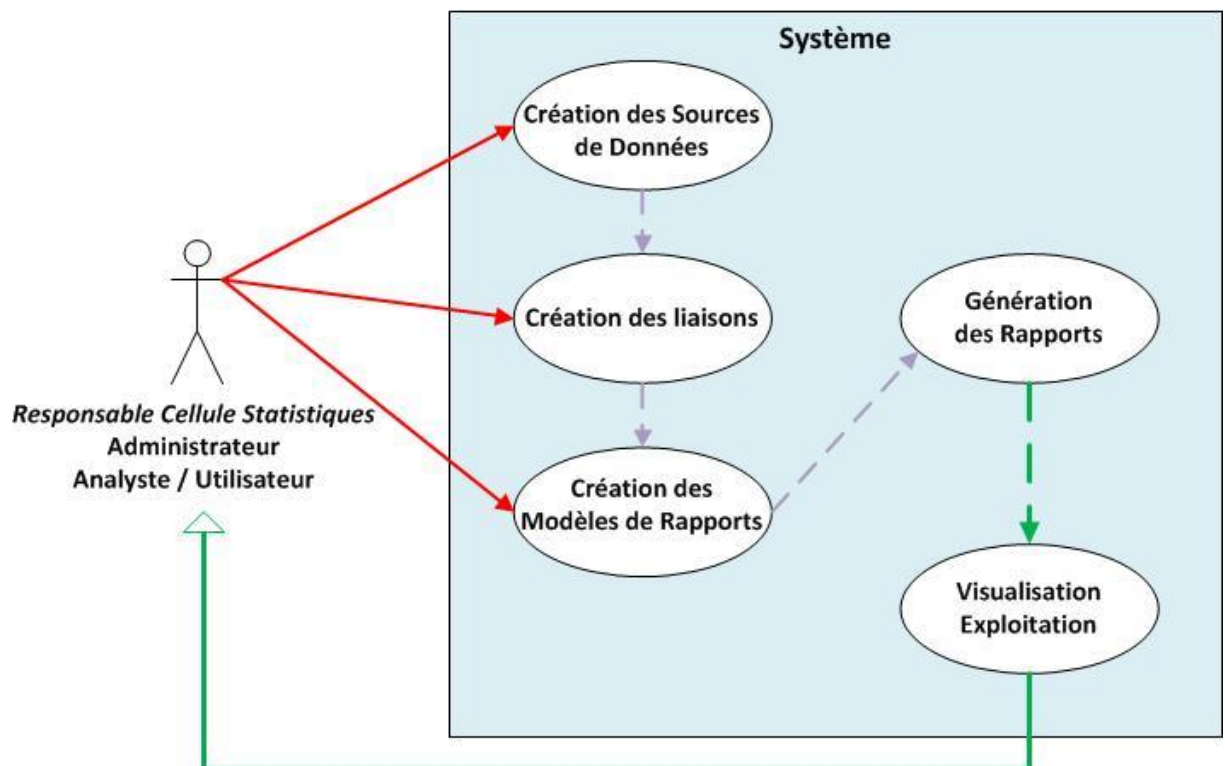 Système
Création des Sources
de Données
Création des liaisons
Génération
des Rapports
Responsable Cellule Statistiques
Administrateur
Analyste / Utilisateur
Création des
Modèles de Rapports
Visualisation
Exploitation